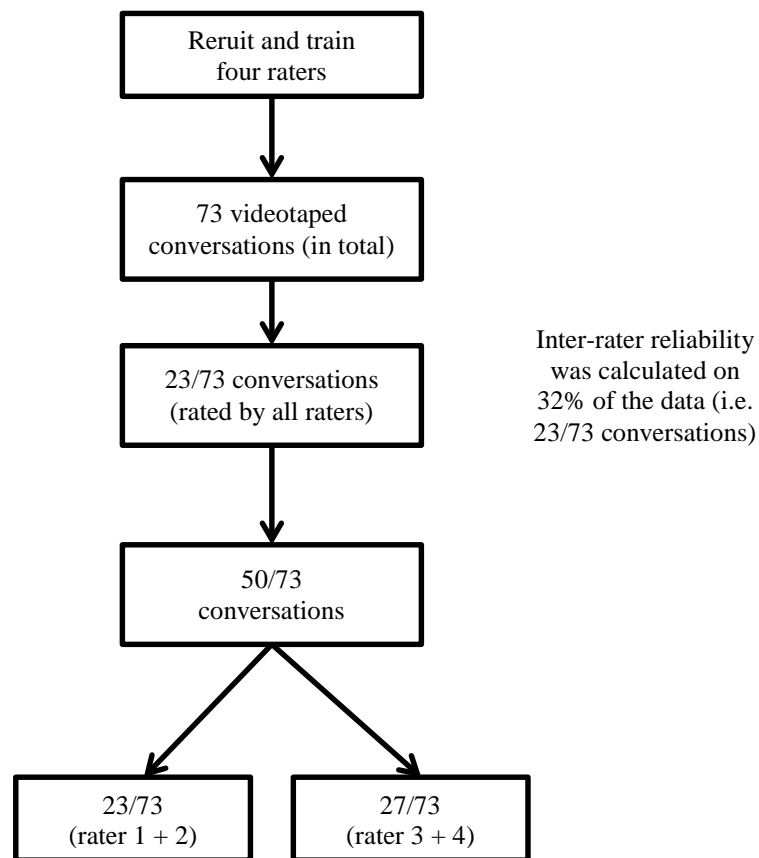 Reruit and train
four raters
73 videotaped
conversations (in total)
23/73 conversations
(rated by all raters)
Inter-rater reliability
was calculated on
32% of the data (i.e.
23/73 conversations)
50/73
conversations
23/73
(rater 1 + 2)
27/73
(rater 3 + 4)